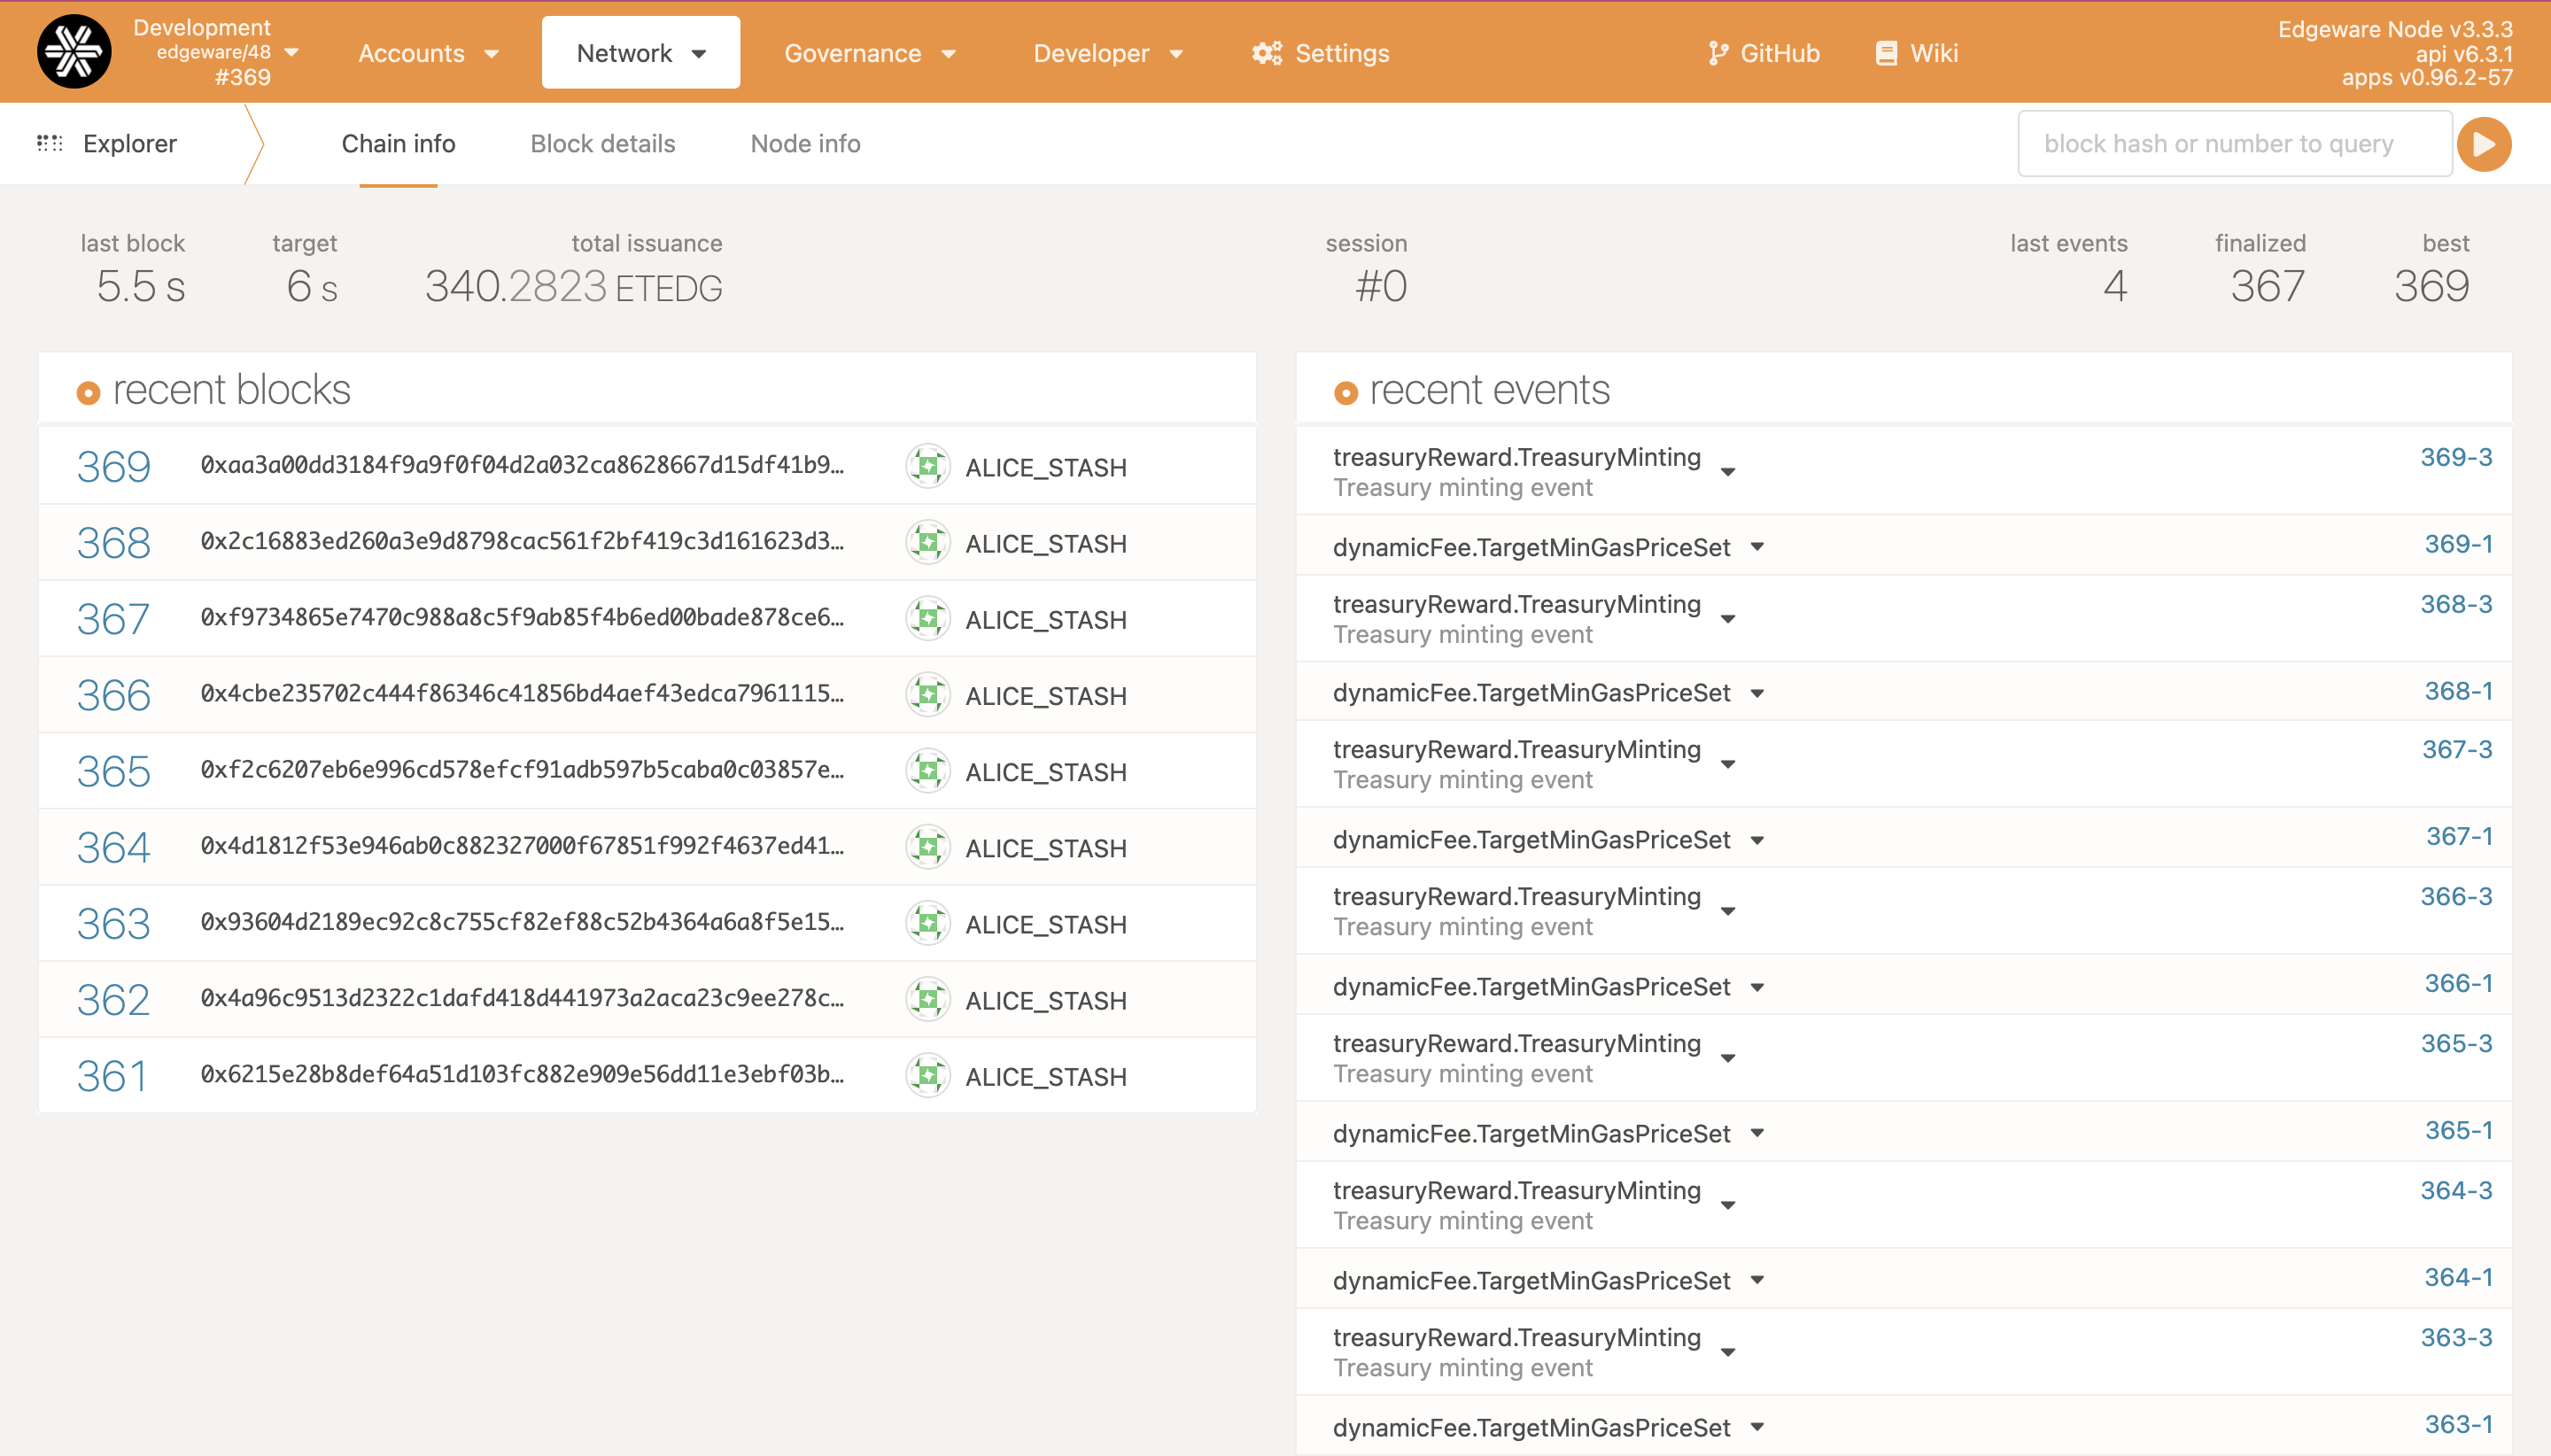 Development
edgeware/48
#369
Accounts
Network
Governance
Developer
Settings
GitHub
Wiki
Edgeware Node v3.3.3
api v6.3.1
apps v0.96.2-57
Explorer
Chain info
Block details
Node info
block hash or number to query
last block
5.5 s
target
6 s
total issuance
340.2823 ETEDG
session
#0
last events
4
finalized
367
best
369
recent blocks
369 0xaa3a00dd3184f9a9f0f04d2a032ca8628667d15df41b9… ALICE_STASH
368 0x2c16883ed260a3e9d8798cac561f2bf419c3d161623d3… ALICE_STASH
367 0xf9734865e7470c988a8c5f9ab85f4b6ed00bade878ce6… ALICE_STASH
366 0x4cbe235702c444f86346c41856bd4aef43edca7961115… ALICE_STASH
365 0xf2c6207eb6e996cd578efcf91adb597b5caba0c03857e… ALICE_STASH
364 0x4d1812f53e946ab0c882327000f67851f992f4637ed41… ALICE_STASH
363 0x93604d2189ec92c8c755cf82ef88c52b4364a6a8f5e15… ALICE_STASH
362 0x4a96c9513d2322c1dafd418d441973a2aca23c9ee278c… ALICE_STASH
361 0x6215e28b8def64a51d103fc882e909e56dd11e3ebf03b… ALICE_STASH
recent events
treasuryReward.TreasuryMinting 369-3
Treasury minting event
dynamicFee.TargetMinGasPriceSet 369-1
treasuryReward.TreasuryMinting 368-3
Treasury minting event
dynamicFee.TargetMinGasPriceSet 368-1
treasuryReward.TreasuryMinting 367-3
Treasury minting event
dynamicFee.TargetMinGasPriceSet 367-1
treasuryReward.TreasuryMinting 366-3
Treasury minting event
dynamicFee.TargetMinGasPriceSet 366-1
treasuryReward.TreasuryMinting 365-3
Treasury minting event
dynamicFee.TargetMinGasPriceSet 365-1
treasuryReward.TreasuryMinting 364-3
Treasury minting event
dynamicFee.TargetMinGasPriceSet 364-1
treasuryReward.TreasuryMinting 363-3
Treasury minting event
dynamicFee.TargetMinGasPriceSet 363-1